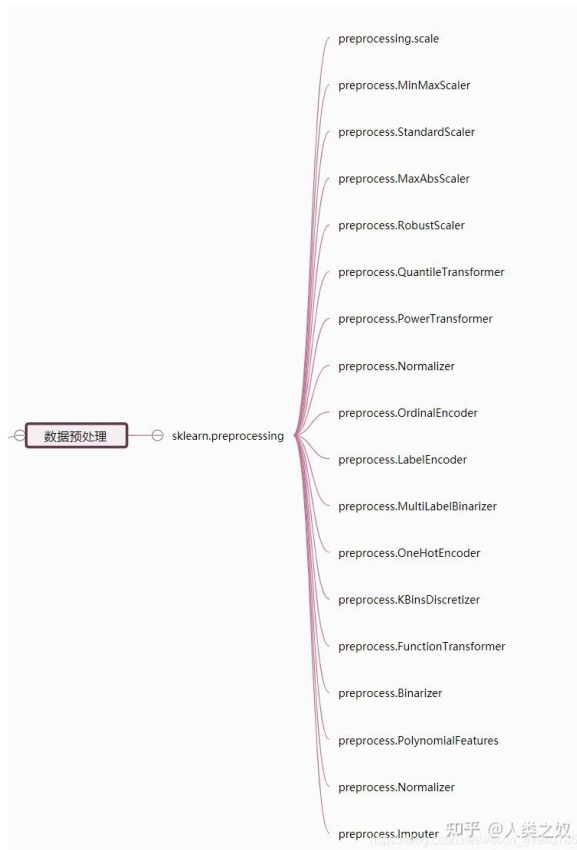 preprocessing.scale
preprocess.MinMaxScaler
preprocess.StandardScaler
preprocess.MaxAbsScaler
preprocess.RobustScaler
preprocess.QuantileTransformer
preprocess.PowerTransformer
preprocess.Normalizer
preprocess.OrdinalEncoder
数据预处理
sklearn.preprocessing
preprocess.LabelEncoder
preprocess.MultiLabelBinarizer
preprocess.OneHotEncoder
preprocess.KBinsDiscretizer
preprocess.FunctionTransformer
preprocess.Binarizer
preprocess.PolynomialFeatures
preprocess.Normalizer
preprocess.Imputer
知乎 @人类之奴